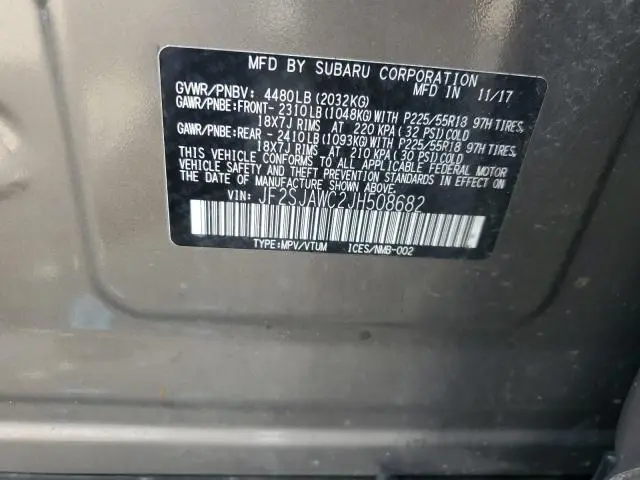 MFD BY SUBARU CORPORATION
GVWR/PNBV: 4480LB(2032KG) MFD IN 11/17
GAWR/PNBE:FRONT- 2310LB(1048KG)WITH P225/55R18 97H TIRES,
18X7J RIMS AT 220 KPA(32 PSI)COLD
GAWR/PNBE:REAR - 2410LB(1093KG)WITH P225/55R18 97H TIRES,
18X7J RIMS AT 210 KPA(30 PSI)COLD
THIS VEHICLE CONFORMS TO ALL APPLICABLE FEDERAL MOTOR
VEHICLE SAFETY AND THEFT PREVENTION STANDARDS IN EFFECT
ON THE DATE OF MANUFACTURE SHOWN ABOVE.
VIN: JF2SJAWC2JH508682
TYPE:MPV/VTUM ICES/NMB-002